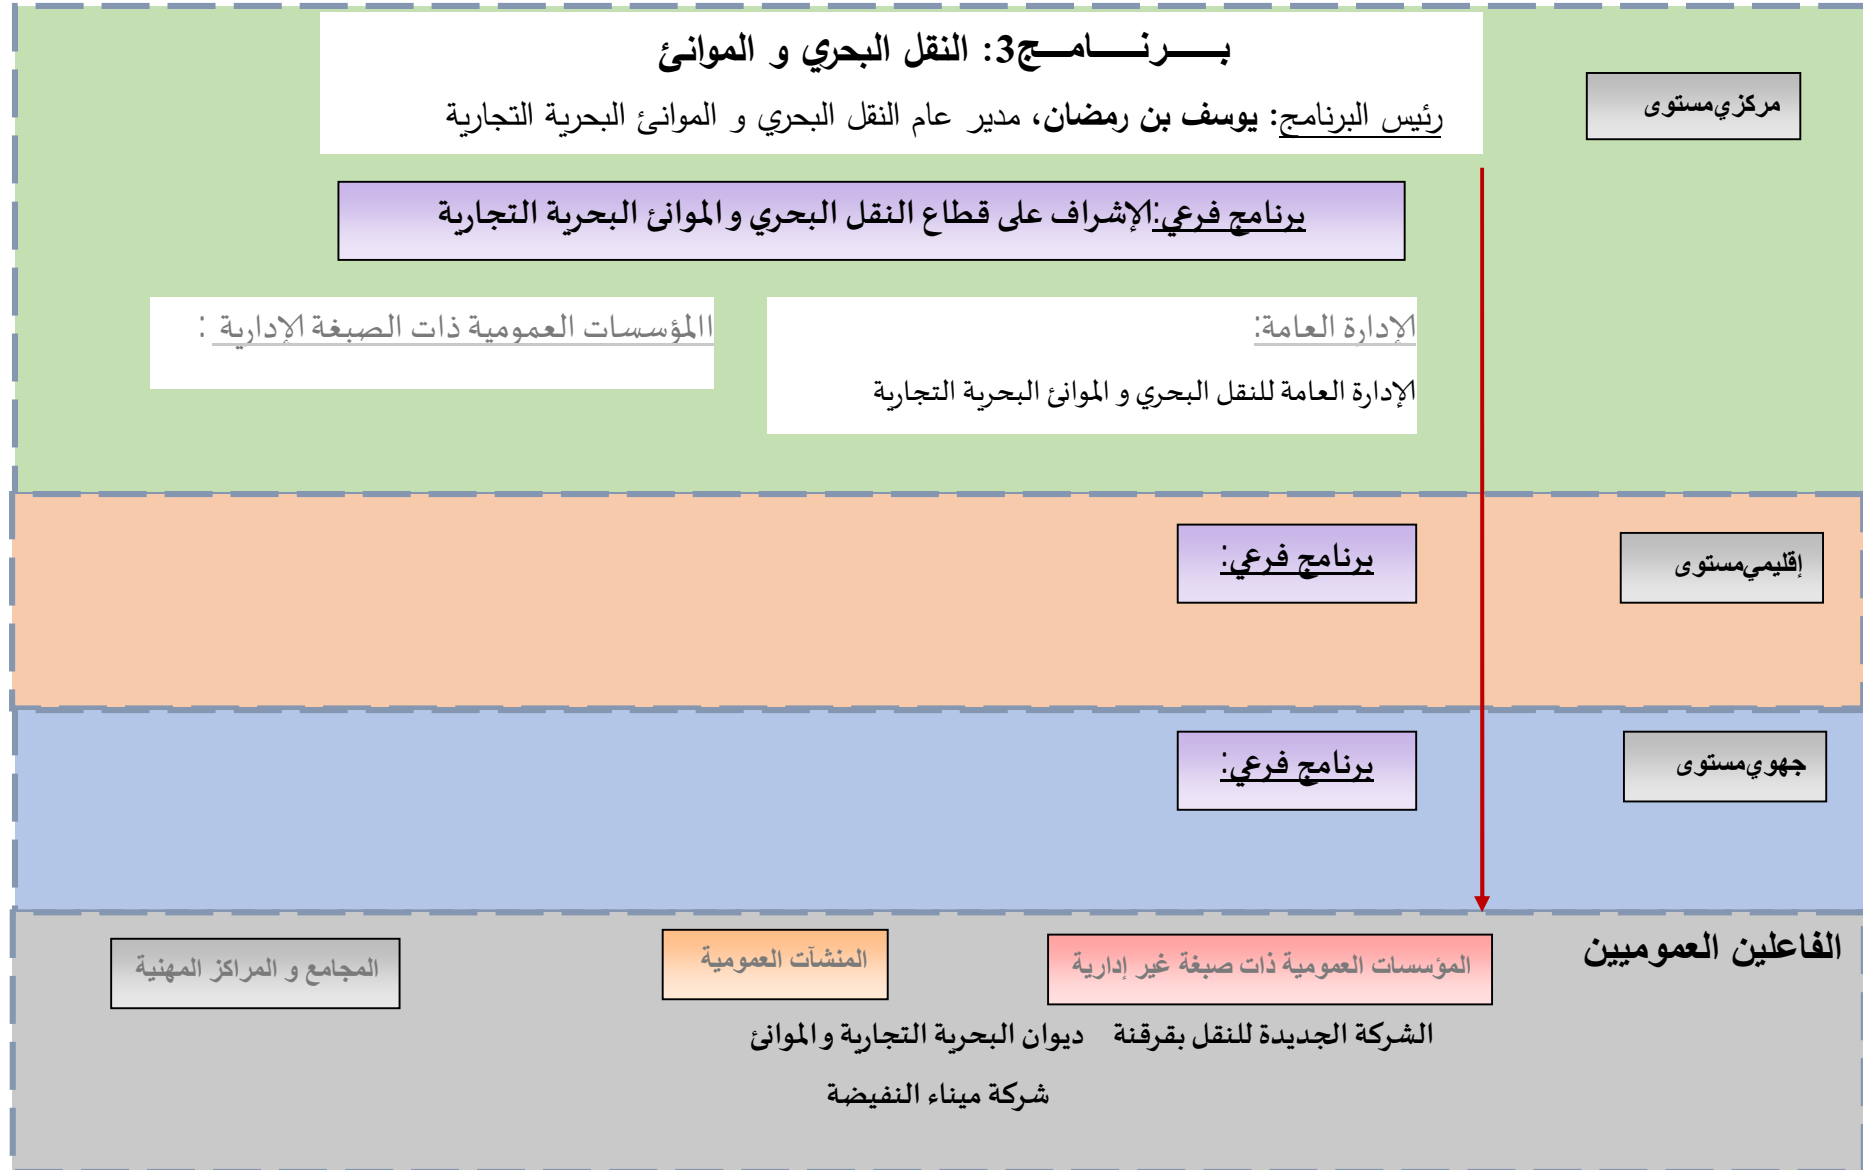 بـــــرنـــــامـــج3: النقل البحري و الموانئ
رئيس البرنامج: يوسف بن رمضان، مدير عام النقل البحري و الموانئ البحرية التجارية
مركزيمستوى
برنامج فرعي:الإشراف على قطاع النقل البحري و الموانئ البحرية التجارية
الإدارة العامة:
الإدارة العامة للنقل البحري و الموانئ البحرية التجارية
االمؤسسات العمومية ذات الصبغة الإدارية :
إقليميمستوى
برنامج فرعي:
جهويمستوى
برنامج فرعي:
الفاعلين العموميين
المؤسسات العمومية ذات صبغة غير إدارية
المنشآت العمومية
المجامع و المراكز المهنية
الشركة الجديدة للنقل بقرقنة ديوان البحرية التجارية و الموانئ
شركة ميناء النفيضة